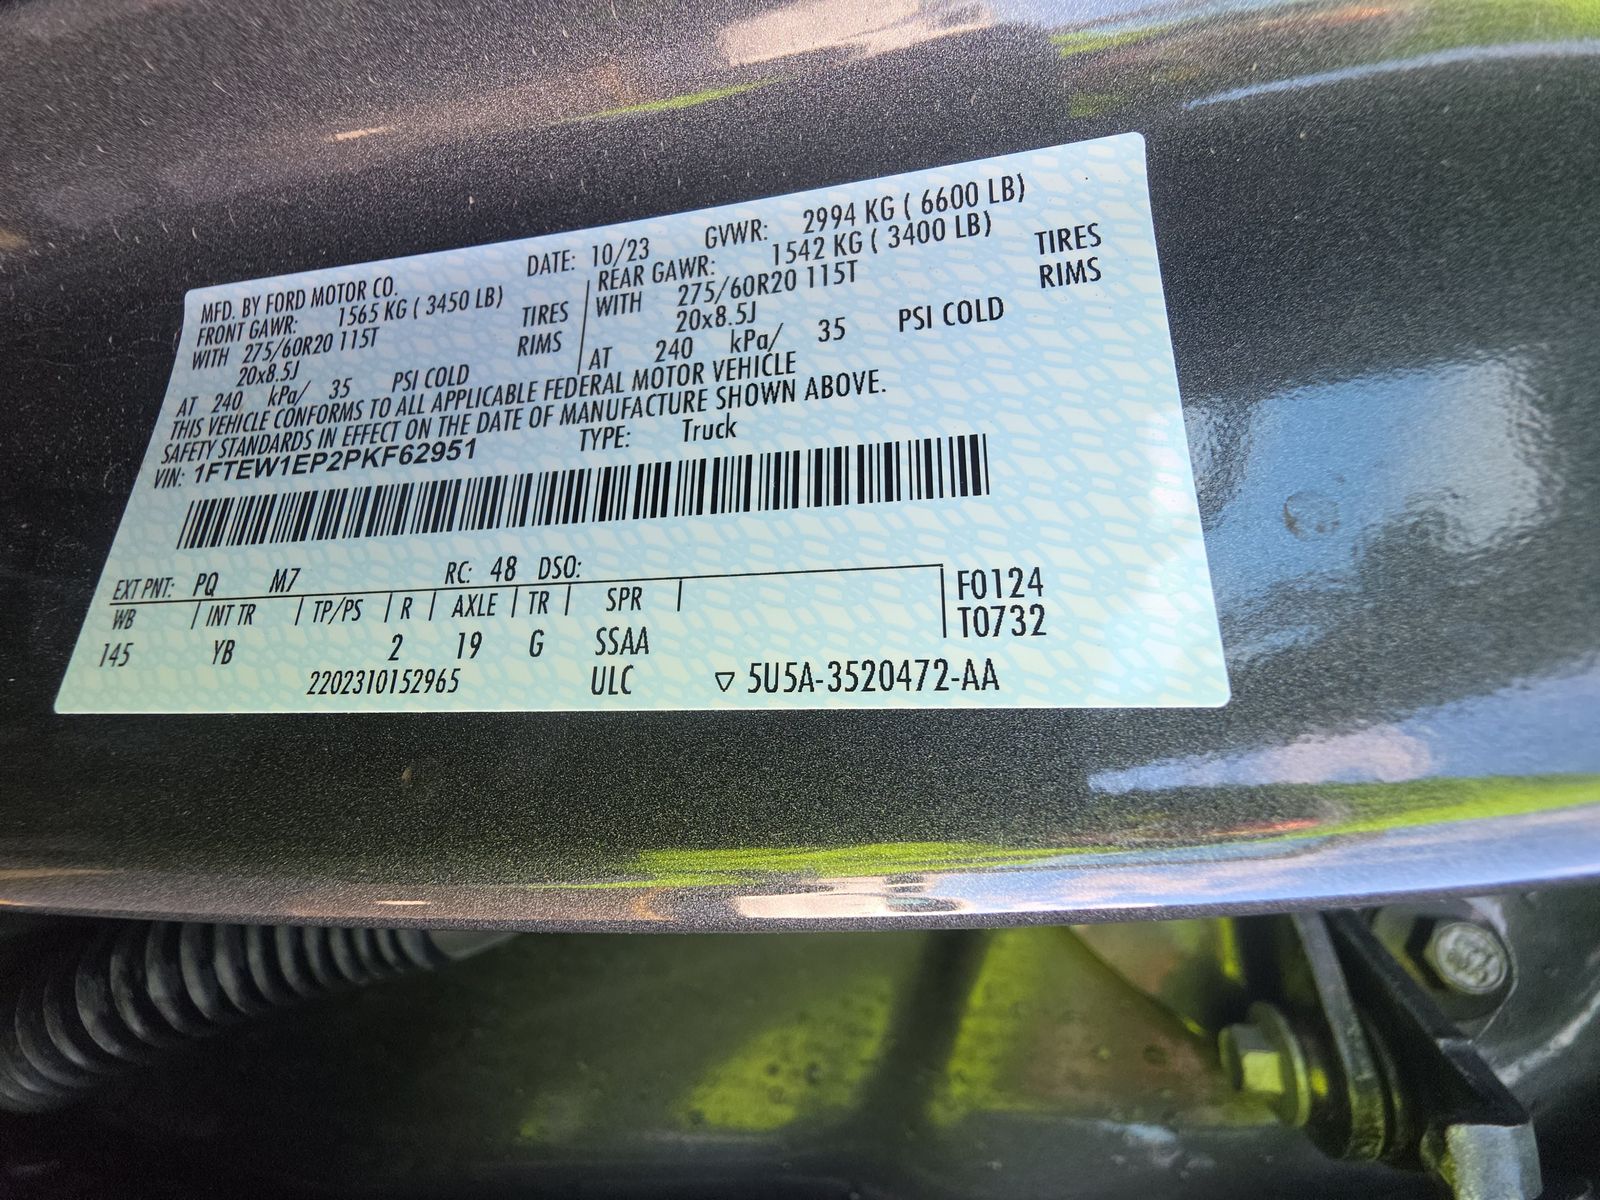 MFD. BY FORD MOTOR CO. DATE: 10/23 GVWR: 2994 KG ( 6600 LB)
FRONT GAWR: 1565 KG ( 3450 LB)
WITH 275/60R20 115T TIRES
20x8.5J RIMS
AT 240 kPa/ 35 PSI COLD
REAR GAWR: 1542 KG ( 3400 LB)
WITH 275/60R20 115T TIRES
20x8.5J RIMS
AT 240 kPa/ 35 PSI COLD
THIS VEHICLE CONFORMS TO ALL APPLICABLE FEDERAL MOTOR VEHICLE
SAFETY STANDARDS IN EFFECT ON THE DATE OF MANUFACTURE SHOWN ABOVE.
VIN: 1FTEW1EP2PKF62951 TYPE: Truck
EXT PNT: PQ M7 RC: 48 DSO:
WB INT TR TP/PS R AXLE TR SPR F0124
145 YB 2 19 G SSAA T0732
2202310152965 ULC ▽ 5U5A-3520472-AA